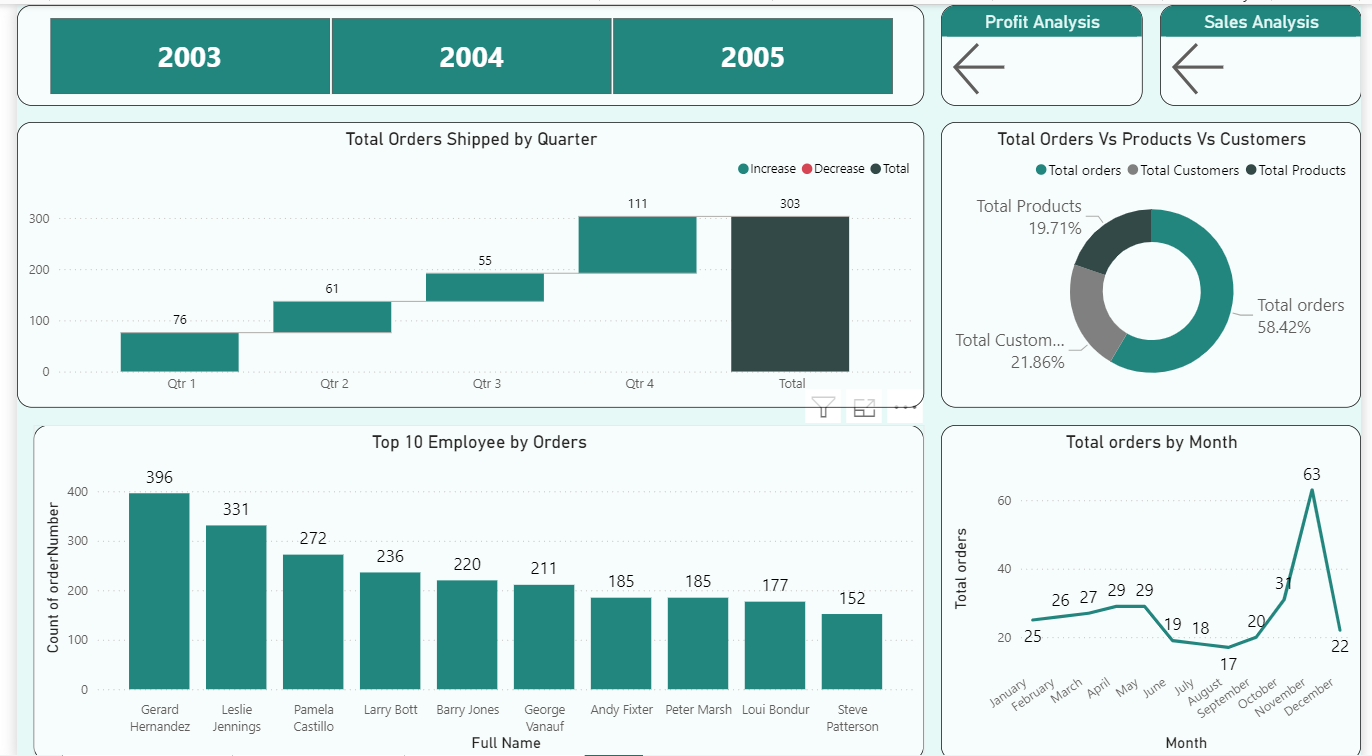 2003
2004
2005
Profit Analysis
Sales Analysis
Total Orders Shipped by Quarter
Increase Decrease Total
300
200
100
0
76
61
55
111
303
Qtr 1
Qtr 2
Qtr 3
Qtr 4
Total
Total Orders Vs Products Vs Customers
Total orders Total Customers Total Products
Total Products
19.71%
Total orders
58.42%
Total Custom...
21.86%
Top 10 Employee by Orders
Count of orderNumber
400
300
200
100
0
396
331
272
236
220
211
185
185
177
152
Gerard
Hernandez
Leslie
Jennings
Pamela
Castillo
Larry Bott
Barry Jones
George
Vanauf
Andy Fixter
Peter Marsh
Loui Bondur
Steve
Patterson
Full Name
Total orders by Month
Total orders
60
40
20
25
26
27
29
29
19
18
17
20
31
63
22
January
February
March
April
May
June
July
August
September
October
November
December
Month